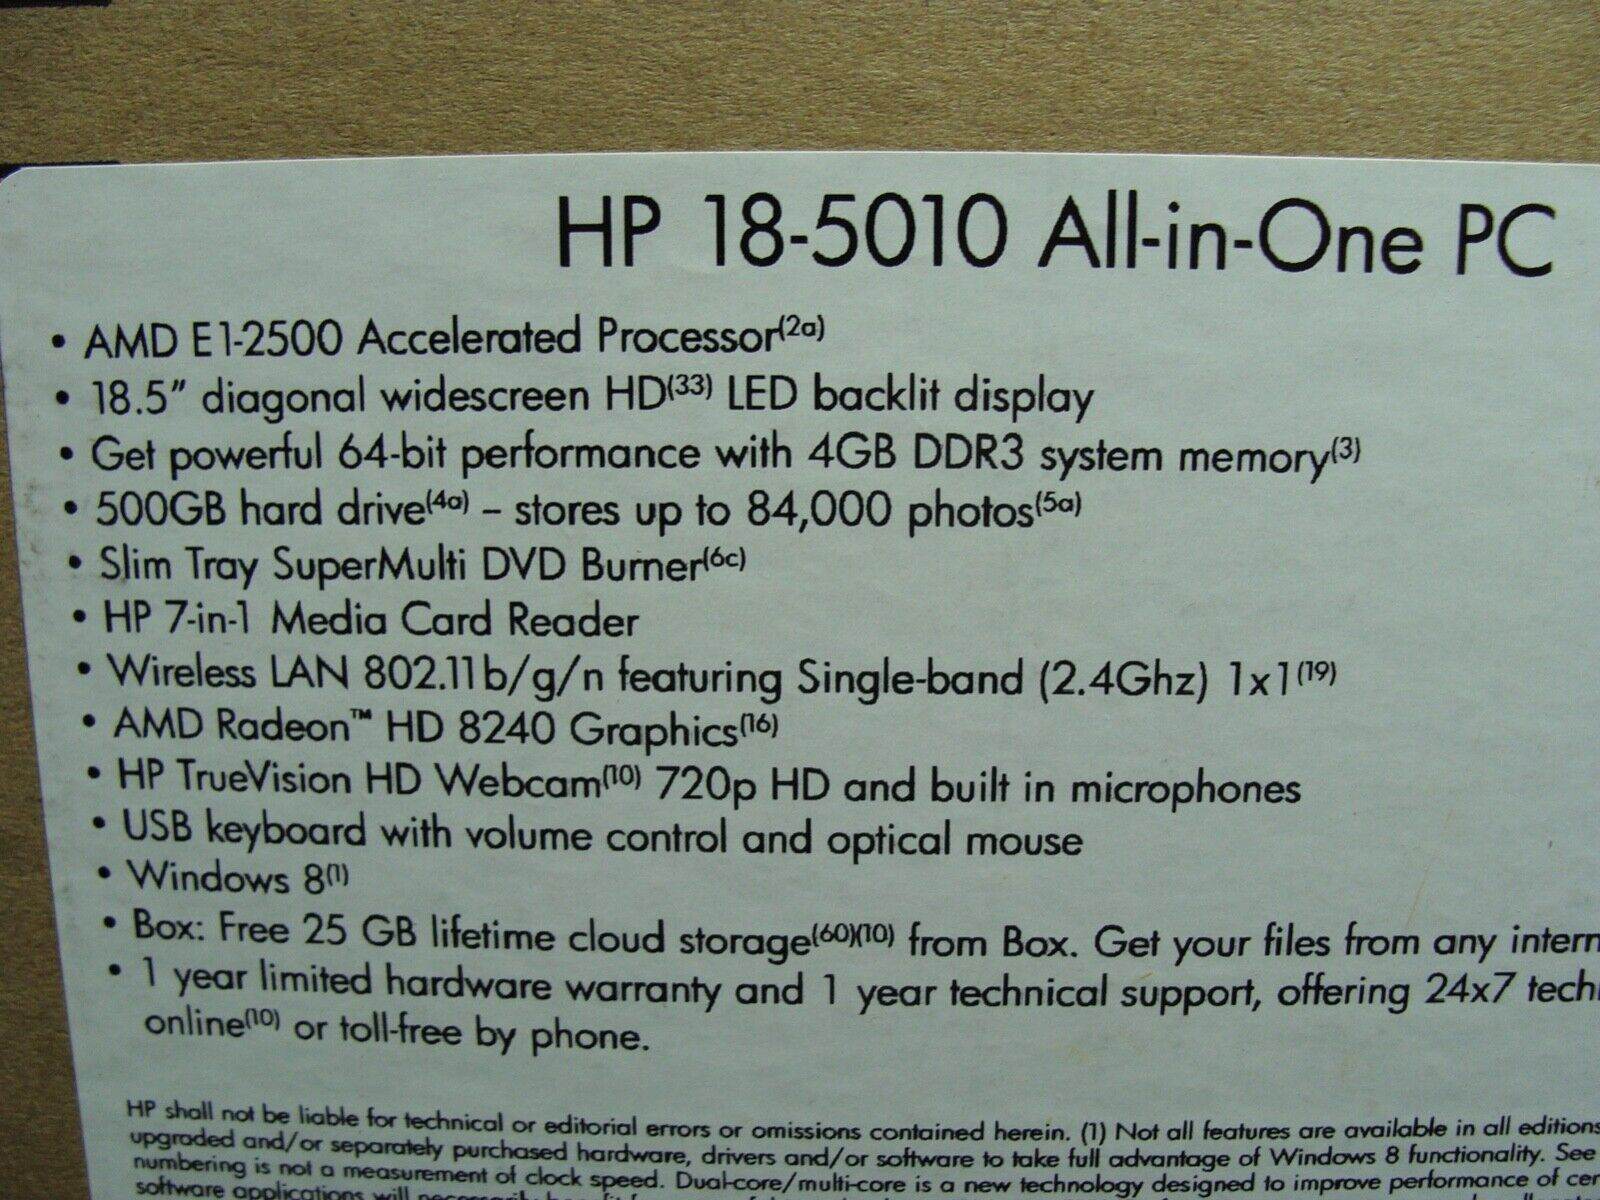 HP 18-5010 All-in-One PC
• AMD E1-2500 Accelerated Processor(2a)
• 18.5" diagonal widescreen HD(33) LED backlit display
• Get powerful 64-bit performance with 4GB DDR3 system memory(3)
• 500GB hard drive(4a) – stores up to 84,000 photos(5a)
• Slim Tray SuperMulti DVD Burner(6c)
• HP 7-in-1 Media Card Reader
• Wireless LAN 802.11b/g/n featuring Single-band (2.4Ghz) 1x1(19)
• AMD Radeon™ HD 8240 Graphics(16)
• HP TrueVision HD Webcam(10) 720p HD and built in microphones
• USB keyboard with volume control and optical mouse
• Windows 8(1)
• Box: Free 25 GB lifetime cloud storage(60)(10) from Box. Get your files from any intern
• 1 year limited hardware warranty and 1 year technical support, offering 24x7 tech
online(10) or toll-free by phone.
HP shall not be liable for technical or editorial errors or omissions contained herein. (1) Not all features are available in all editions
upgraded and/or separately purchased hardware, drivers and/or software to take full advantage of Windows 8 functionality. See
numbering is not a measurement of clock speed. Dual-core/multi-core is a new technology designed to improve performance of cer
software applications will necessarily